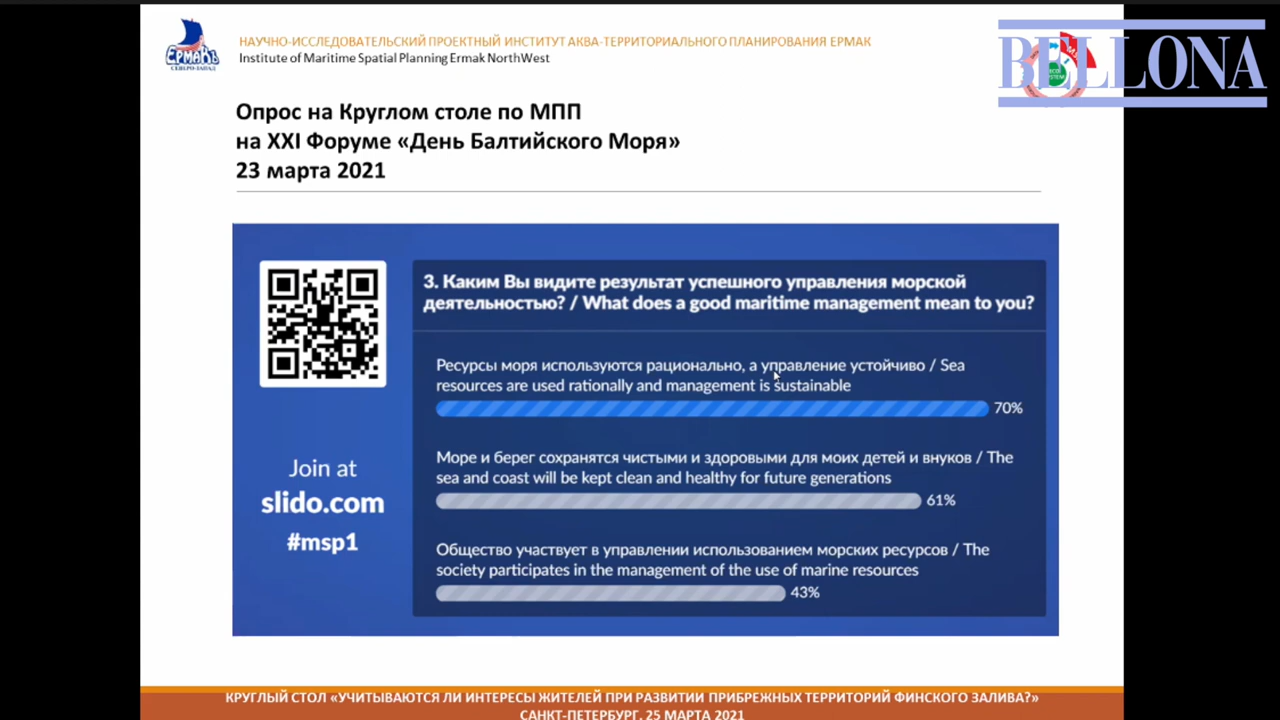 ЕРМАКЪ
СЕВЕРО-ЗАПАД
НАУЧНО-ИССЛЕДОВАТЕЛЬСКИЙ ПРОЕКТНЫЙ ИНСТИТУТ АКВА-ТЕРРИТОРИАЛЬНОГО ПЛАНИРОВАНИЯ ЕРМАК
Institute of Maritime Spatial Planning Ermak NorthWest
BELLONA
Опрос на Круглом столе по МПП
на XXI Форуме «День Балтийского Моря»
23 марта 2021
3. Каким Вы видите результат успешного управления морской
деятельностью? / What does a good maritime management mean to you?
Ресурсы моря используются рационально, а управление устойчиво / Sea
resources are used rationally and management is sustainable
70%
Море и берег сохранятся чистыми и здоровыми для моих детей и внуков / The
sea and coast will be kept clean and healthy for future generations
61%
Общество участвует в управлении использованием морских ресурсов / The
society participates in the management of the use of marine resources
43%
Join at
slido.com
#msp1
КРУГЛЫЙ СТОЛ «УЧИТЫВАЮТСЯ ЛИ ИНТЕРЕСЫ ЖИТЕЛЕЙ ПРИ РАЗВИТИИ ПРИБРЕЖНЫХ ТЕРРИТОРИЙ ФИНСКОГО ЗАЛИВА?»
САНКТ-ПЕТЕРБУРГ, 25 МАРТА 2021